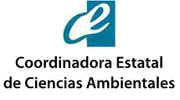 Coordinadora Estatal
de Ciencias Ambientales